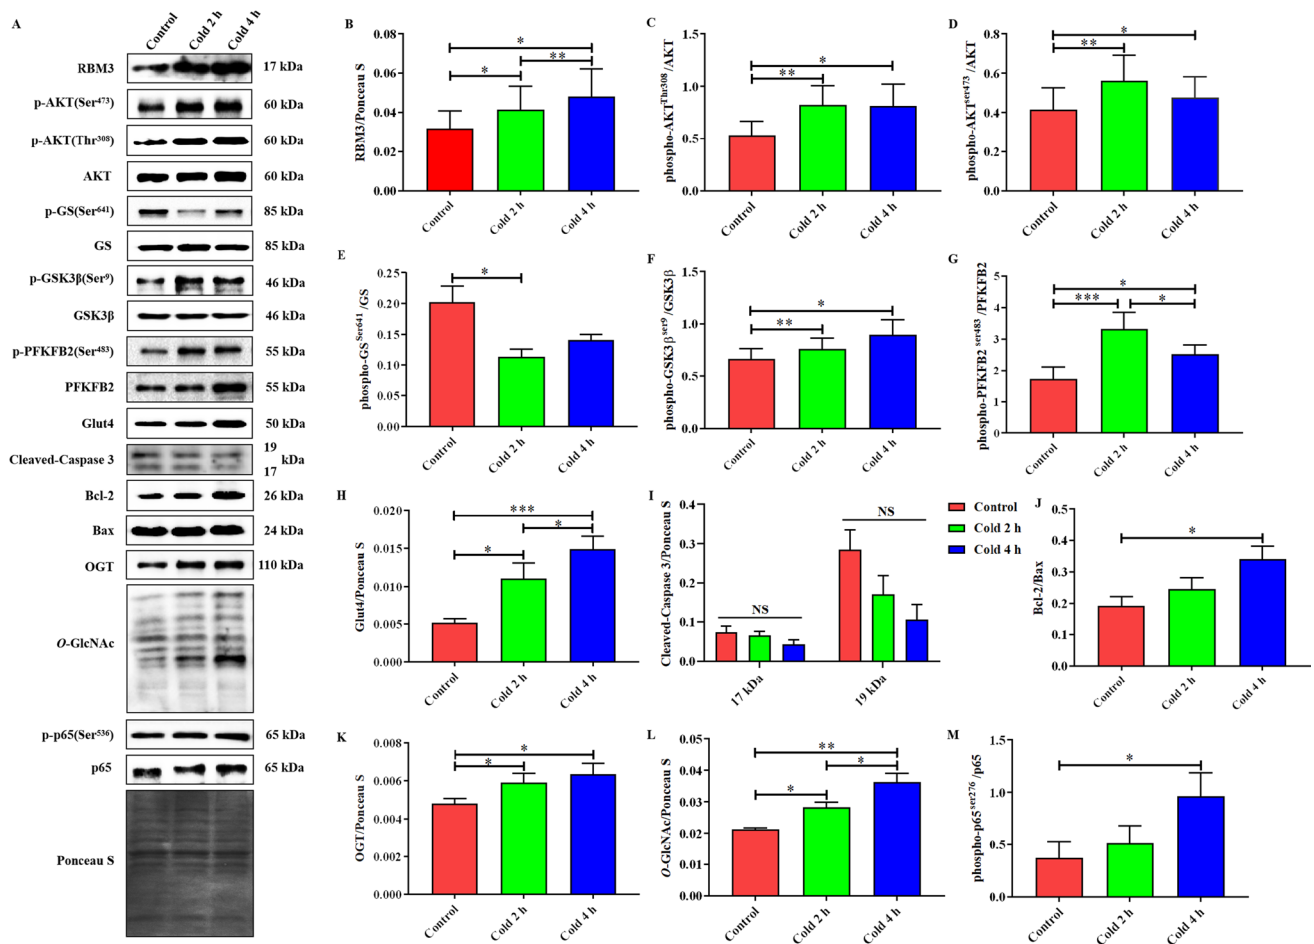 A
Control
Cold 2 h
Cold 4 h
RBM3
17 kDa
p-AKT(Ser⁴⁷³)
60 kDa
p-AKT(Thr³⁰⁸)
60 kDa
AKT
60 kDa
p-GS(Ser⁶⁴¹)
85 kDa
GS
85 kDa
p-GSK3β(Ser⁹)
46 kDa
GSK3β
46 kDa
p-PFKFB2(Ser⁴⁸³)
55 kDa
PFKFB2
55 kDa
Glut4
50 kDa
Cleaved-Caspase 3
19
kDa
17
Bcl-2
26 kDa
Bax
24 kDa
OGT
110 kDa
O-GlcNAc
p-p65(Ser⁵³⁶)
65 kDa
p65
65 kDa
Ponceau S
B
RBM3/Ponceau S
0.08
0.06
0.04
0.02
0.00
*
*
**
Control
Cold 2 h
Cold 4 h
C
phospho-AKTᵀʰʳ³⁰⁸/AKT
1.5
1.0
0.5
0.0
*
**
Control
Cold 2 h
Cold 4 h
D
phospho-AKTˢᵉʳ⁴⁷³/AKT
0.8
0.6
0.4
0.2
0.0
*
**
Control
Cold 2 h
Cold 4 h
E
phospho-GS Ser641/GS
0.25
0.20
0.15
0.10
0.05
0.00
*
Control
Cold 2 h
Cold 4 h
F
phospho-GSK3βˢᵉʳ⁹/GSK3β
1.5
1.0
0.5
0.0
*
**
Control
Cold 2 h
Cold 4 h
G
phospho-PFKFB2 ˢᵉʳ⁴⁸³/PFKFB2
5
4
3
2
1
0
*
***
*
Control
Cold 2 h
Cold 4 h
H
Glut4/Ponceau S
0.020
0.015
0.010
0.005
0.000
***
*
*
Control
Cold 2 h
Cold 4 h
I
Cleaved-Caspase 3/Ponceau S
0.4
0.3
0.2
0.1
0.0
NS
NS
17 kDa
19 kDa
Control
Cold 2 h
Cold 4 h
J
Bcl-2/Bax
0.5
0.4
0.3
0.2
0.1
0.0
*
Control
Cold 2 h
Cold 4 h
K
OGT/Ponceau S
0.008
0.006
0.004
0.002
0.000
*
*
Control
Cold 2 h
Cold 4 h
L
O-GlcNAc/Ponceau S
0.05
0.04
0.03
0.02
0.01
0.00
**
*
*
Control
Cold 2 h
Cold 4 h
M
phospho-p65ˢᵉʳ²⁷⁶/p65
1.5
1.0
0.5
0.0
*
Control
Cold 2 h
Cold 4 h